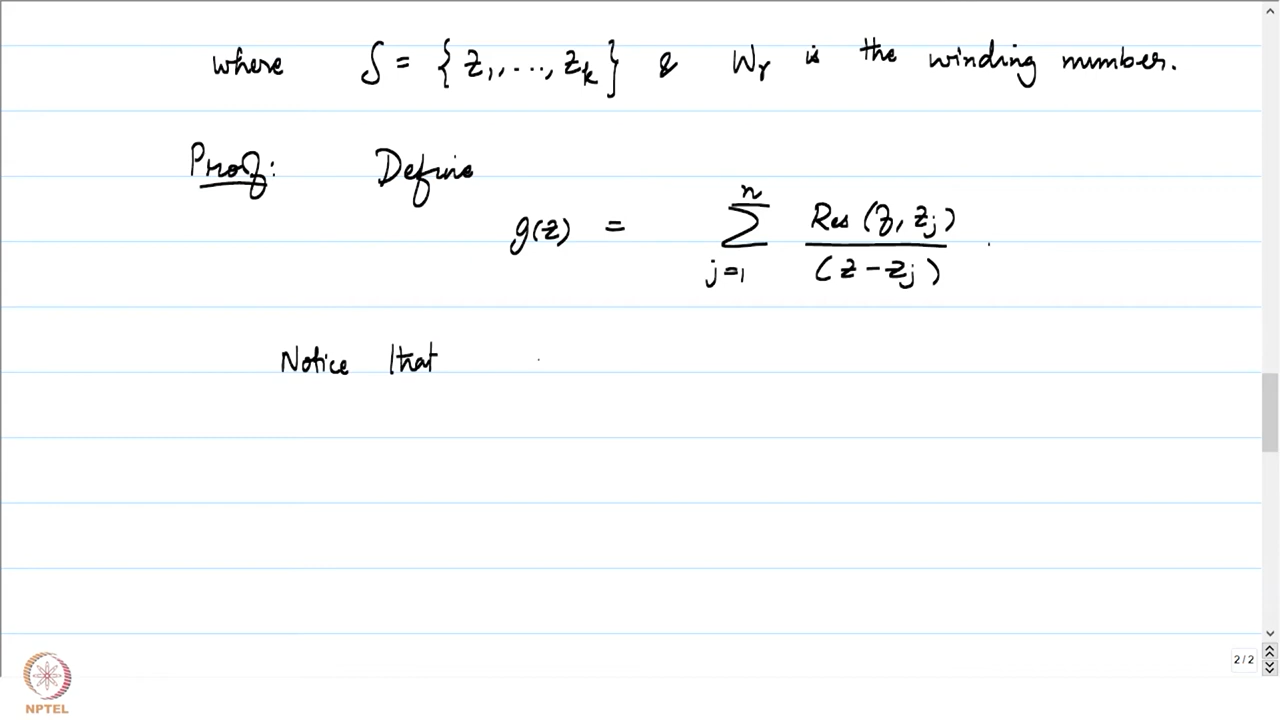 where S = {z₁, ..., zₖ} & Wᵧ is the winding number.
Proof: Define
g(z) = ∑_{j=1}^{n} Res(f, zⱼ) / (z - zⱼ)
Notice that
2/2
NPTEL